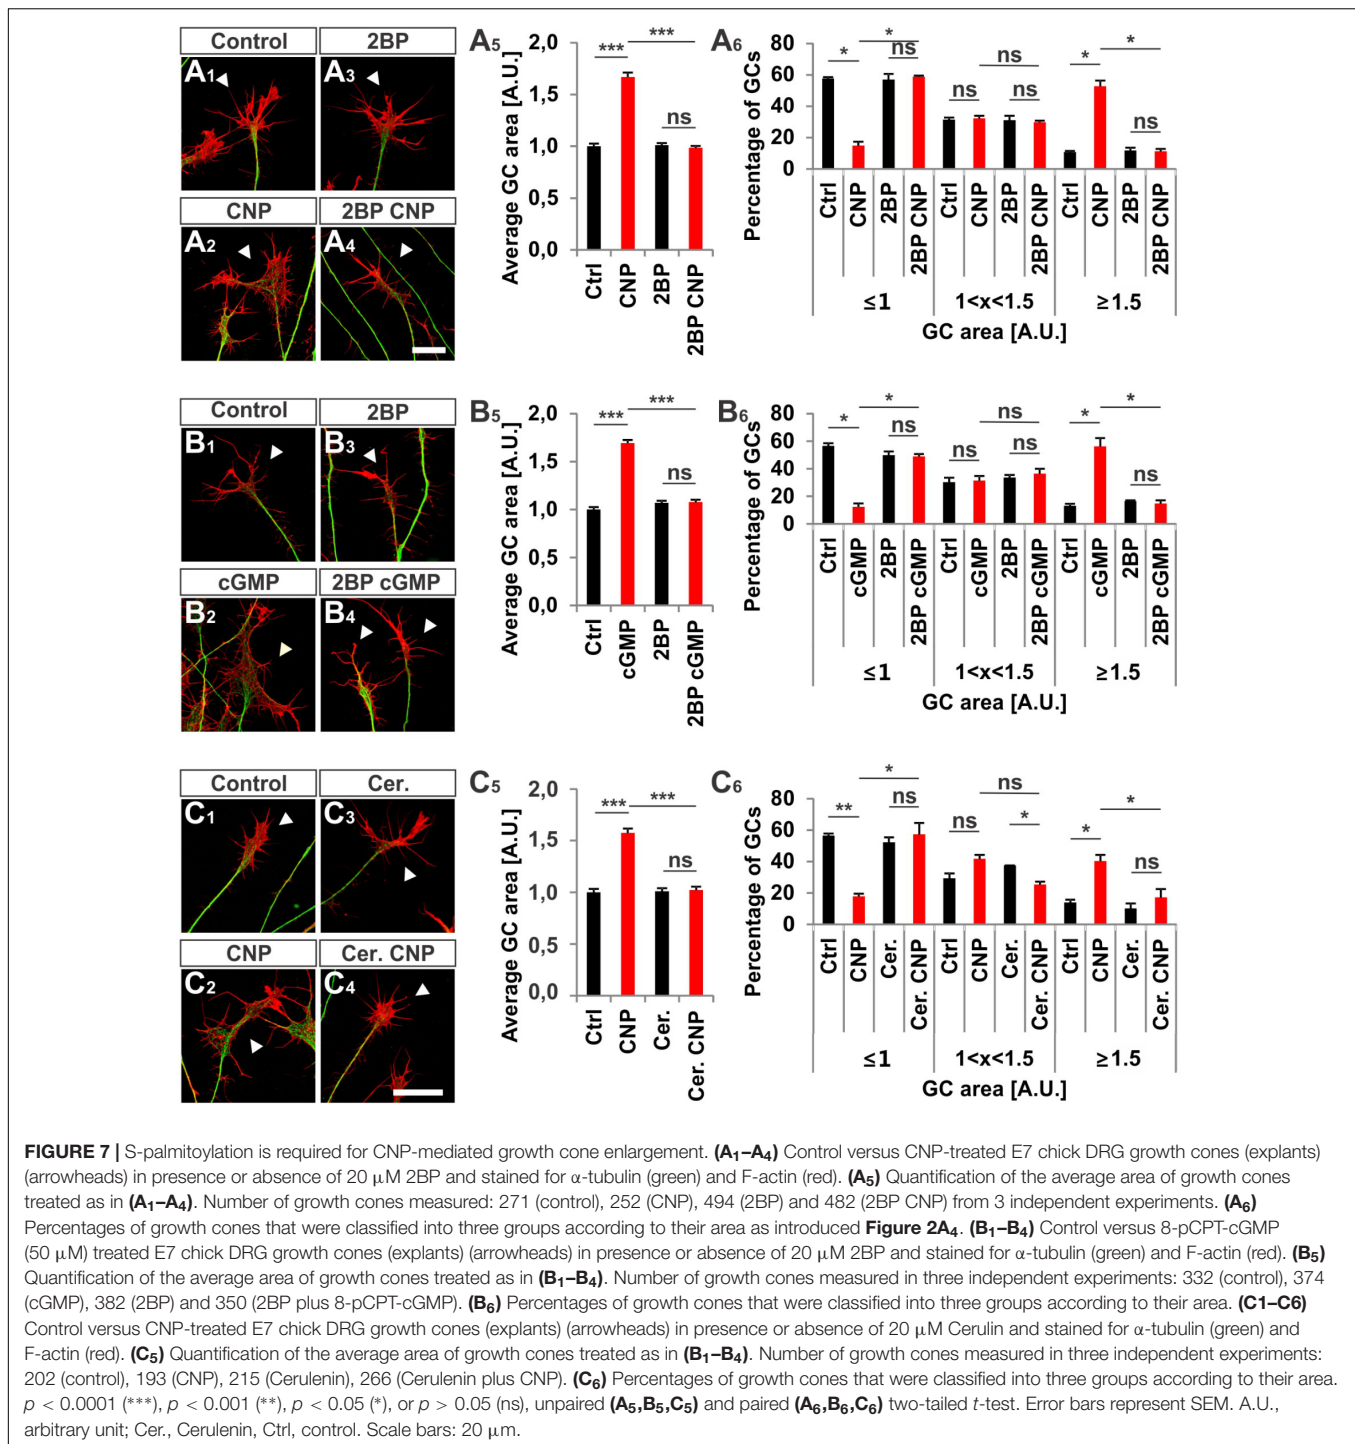 Control 2BP
A1 A3
CNP 2BP CNP
A2 A4
A5
Average GC area [A.U.]
2,0
1,5
1,0
0,5
0,0
*** ***
ns
Ctrl CNP 2BP 2BP CNP
A6
Percentage of GCs
80
60
40
20
0
* * ns ns ns ns * * ns
Ctrl CNP 2BP 2BP CNP Ctrl CNP 2BP 2BP CNP Ctrl CNP 2BP 2BP CNP
≤1 1<x<1.5 ≥1.5
GC area [A.U.]
Control 2BP
B1 B3
cGMP 2BP cGMP
B2 B4
B5
Average GC area [A.U.]
2,0
1,5
1,0
0,5
0,0
*** ***
ns
Ctrl cGMP 2BP 2BP cGMP
B6
Percentage of GCs
80
60
40
20
0
* * ns ns ns ns * * ns
Ctrl cGMP 2BP 2BP cGMP Ctrl cGMP 2BP 2BP cGMP Ctrl cGMP 2BP 2BP cGMP
≤1 1<x<1.5 ≥1.5
GC area [A.U.]
Control Cer.
C1 C3
CNP Cer. CNP
C2 C4
C5
Average GC area [A.U.]
2,0
1,5
1,0
0,5
0,0
*** ***
ns
Ctrl CNP Cer. Cer. CNP
C6
Percentage of GCs
80
60
40
20
0
** * ns ns ns * * * ns
Ctrl CNP Cer. Cer. CNP Ctrl CNP Cer. Cer. CNP Ctrl CNP Cer. Cer. CNP
≤1 1<x<1.5 ≥1.5
GC area [A.U.]
FIGURE 7 | S-palmitoylation is required for CNP-mediated growth cone enlargement. (A1–A4) Control versus CNP-treated E7 chick DRG growth cones (explants)
(arrowheads) in presence or absence of 20 μM 2BP and stained for α-tubulin (green) and F-actin (red). (A5) Quantification of the average area of growth cones
treated as in (A1–A4). Number of growth cones measured: 271 (control), 252 (CNP), 494 (2BP) and 482 (2BP CNP) from 3 independent experiments. (A6)
Percentages of growth cones that were classified into three groups according to their area as introduced Figure 2A4. (B1–B4) Control versus 8-pCPT-cGMP
(50 μM) treated E7 chick DRG growth cones (explants) (arrowheads) in presence or absence of 20 μM 2BP and stained for α-tubulin (green) and F-actin (red). (B5)
Quantification of the average area of growth cones treated as in (B1–B4). Number of growth cones measured in three independent experiments: 332 (control), 374
(cGMP), 382 (2BP) and 350 (2BP plus 8-pCPT-cGMP). (B6) Percentages of growth cones that were classified into three groups according to their area. (C1–C6)
Control versus CNP-treated E7 chick DRG growth cones (explants) (arrowheads) in presence or absence of 20 μM Cerulin and stained for α-tubulin (green) and
F-actin (red). (C5) Quantification of the average area of growth cones treated as in (B1–B4). Number of growth cones measured in three independent experiments:
202 (control), 193 (CNP), 215 (Cerulenin), 266 (Cerulenin plus CNP). (C6) Percentages of growth cones that were classified into three groups according to their area.
p < 0.0001 (***), p < 0.001 (**), p < 0.05 (*), or p > 0.05 (ns), unpaired (A5,B5,C5) and paired (A6,B6,C6) two-tailed t-test. Error bars represent SEM. A.U.,
arbitrary unit; Cer., Cerulenin, Ctrl, control. Scale bars: 20 μm.